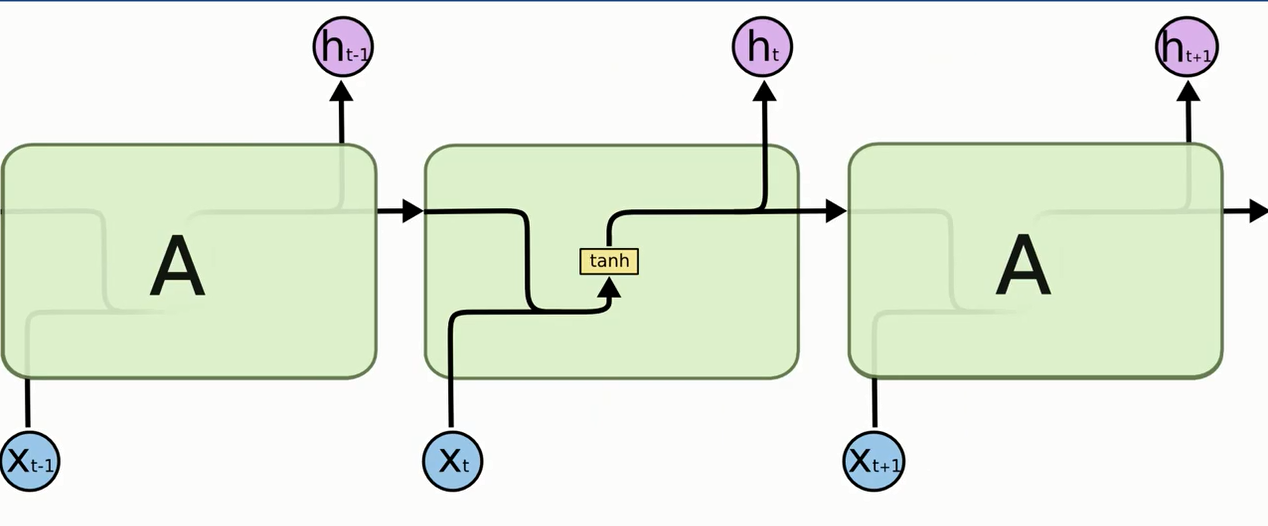 ht-1 ht ht+1
A tanh A
xt-1 xt xt+1